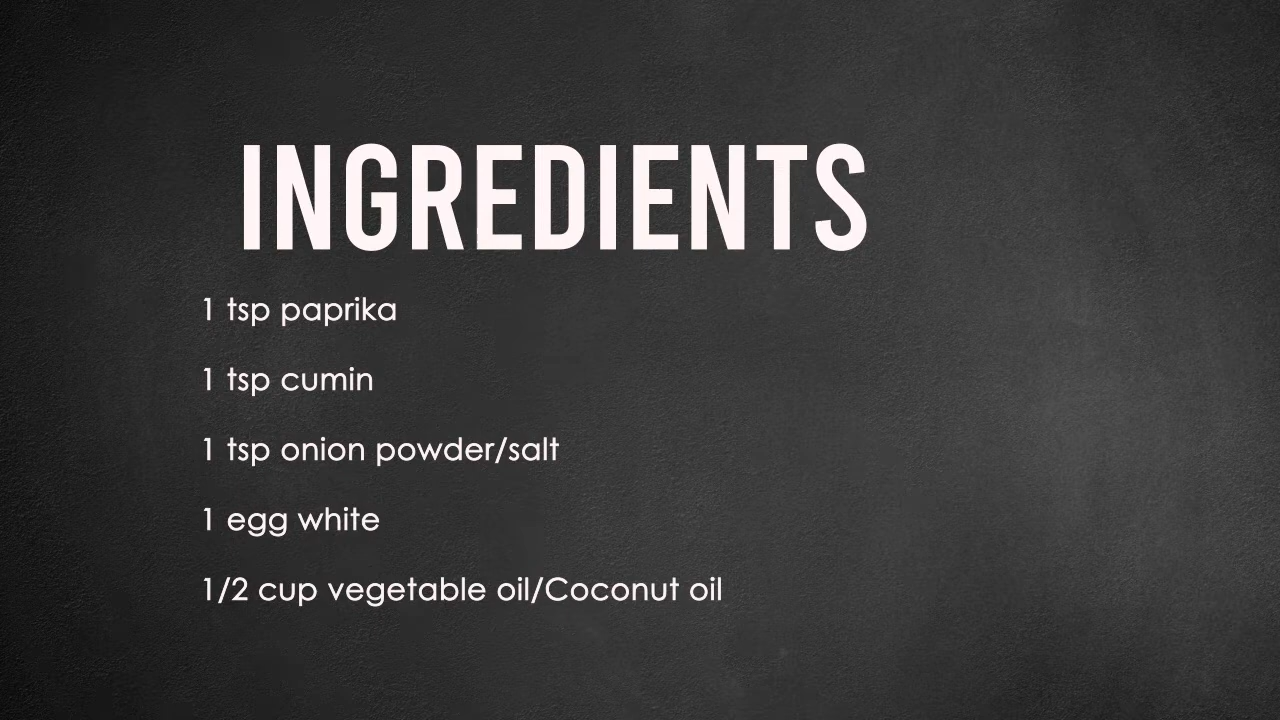 INGREDIENTS
1 tsp paprika
1 tsp cumin
1 tsp onion powder/salt
1 egg white
1/2 cup vegetable oil/Coconut oil